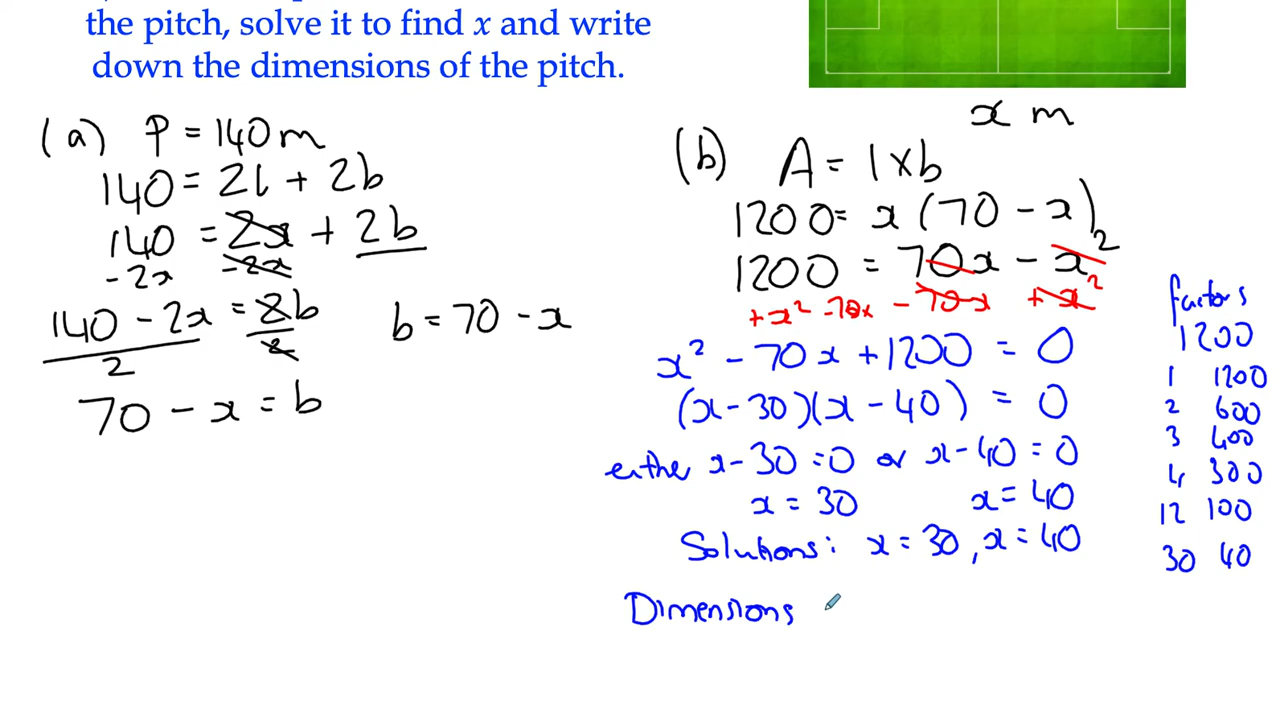 the pitch, solve it to find x and write
down the dimensions of the pitch.
x m
(a) P = 140 m
140 = 2l + 2b
140 = 2x + 2b
-2x -2x
140 - 2x = 2b
2 2
70 - x = b
b = 70 - x
(b) A = l × b
1200 = x (70 - x)
1200 = 70x - x²
+x² -70x -70x +x²
x² - 70x + 1200 = 0
(x - 30)(x - 40) = 0
either x - 30 = 0 or x - 40 = 0
x = 30 x = 40
Solutions: x = 30, x = 40
Dimensions
factors
1200
1 1200
2 600
3 400
4 300
12 100
30 40